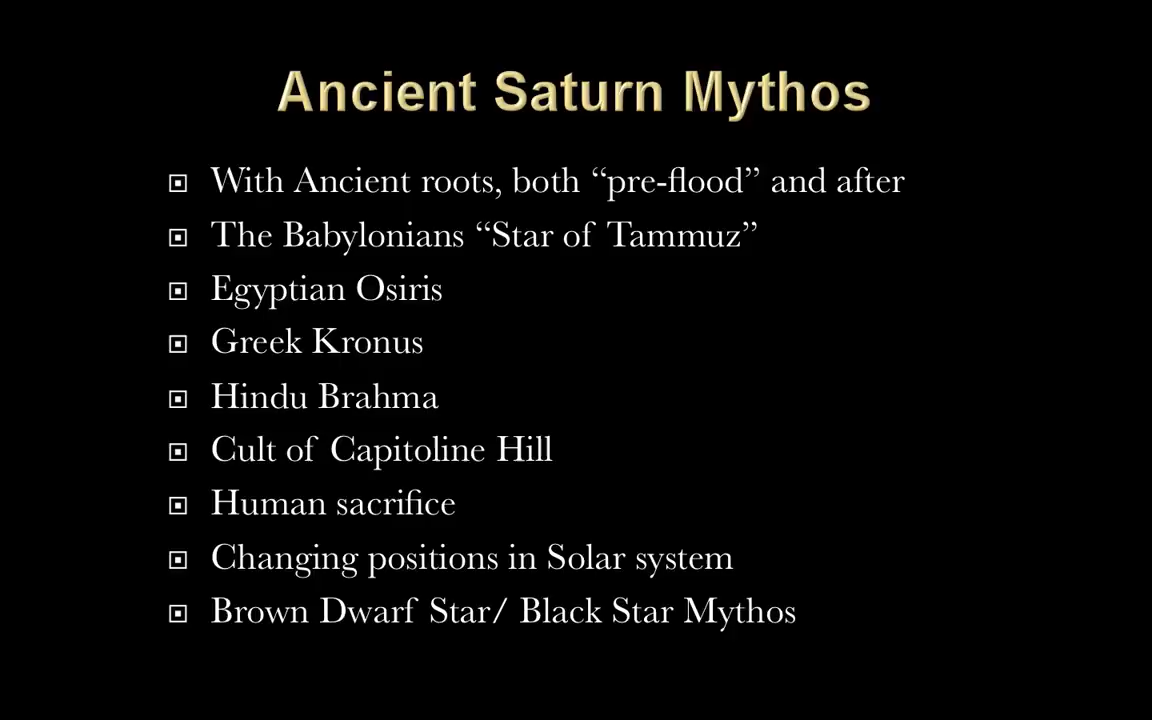 Ancient Saturn Mythos
With Ancient roots, both “pre-flood” and after
The Babylonians “Star of Tammuz”
Egyptian Osiris
Greek Kronus
Hindu Brahma
Cult of Capitoline Hill
Human sacrifice
Changing positions in Solar system
Brown Dwarf Star/ Black Star Mythos